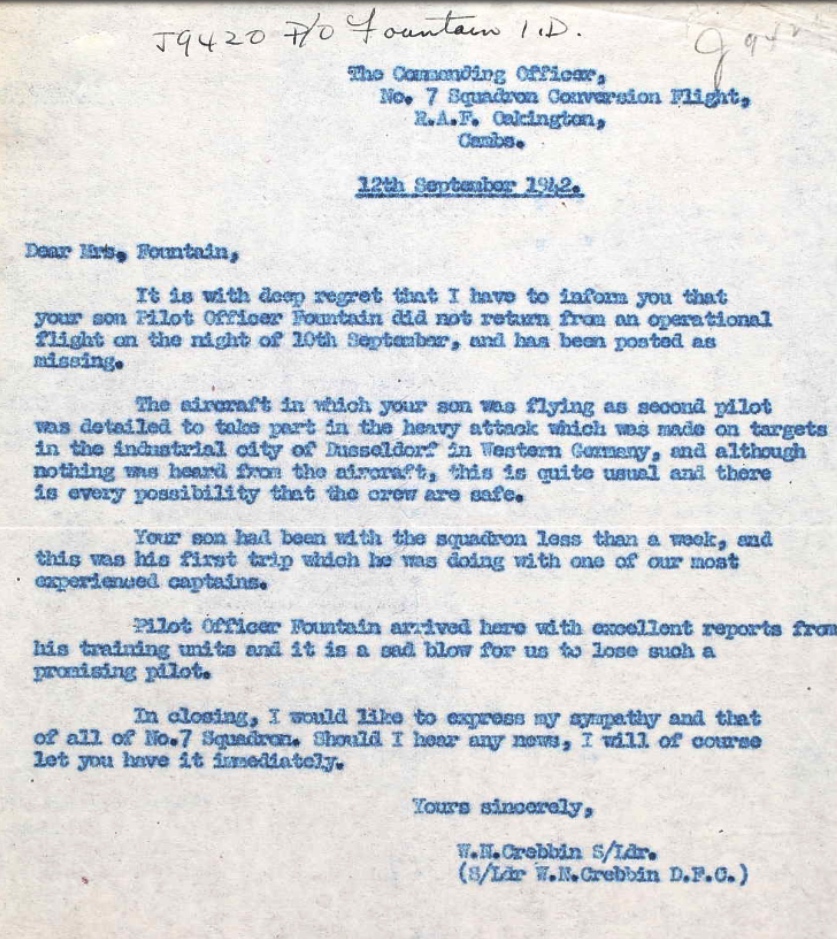 J9420 P/O Fountain I.D.
J 942
The Commanding Officer,
No. 7 Squadron Conversion Flight,
R.A.F. Oakington,
Cambs.
12th September 1942.
Dear Mrs. Fountain,
It is with deep regret that I have to inform you that
your son Pilot Officer Fountain did not return from an operational
flight on the night of 10th September, and has been posted as
missing.
The aircraft in which your son was flying as second pilot
was detailed to take part in the heavy attack which was made on targets
in the industrial city of Dusseldorf in Western Germany, and although
nothing was heard from the aircraft, this is quite usual and there
is every possibility that the crew are safe.
Your son had been with the squadron less than a week, and
this was his first trip which he was doing with one of our most
experienced captains.
Pilot Officer Fountain arrived here with excellent reports from
his training units and it is a sad blow for us to lose such a
promising pilot.
In closing, I would like to express my sympathy and that
of all of No.7 Squadron. Should I hear any news, I will of course
let you have it immediately.
Yours sincerely,
W.N.Crebbin S/Ldr.
(S/Ldr W.N.Crebbin D.F.C.)